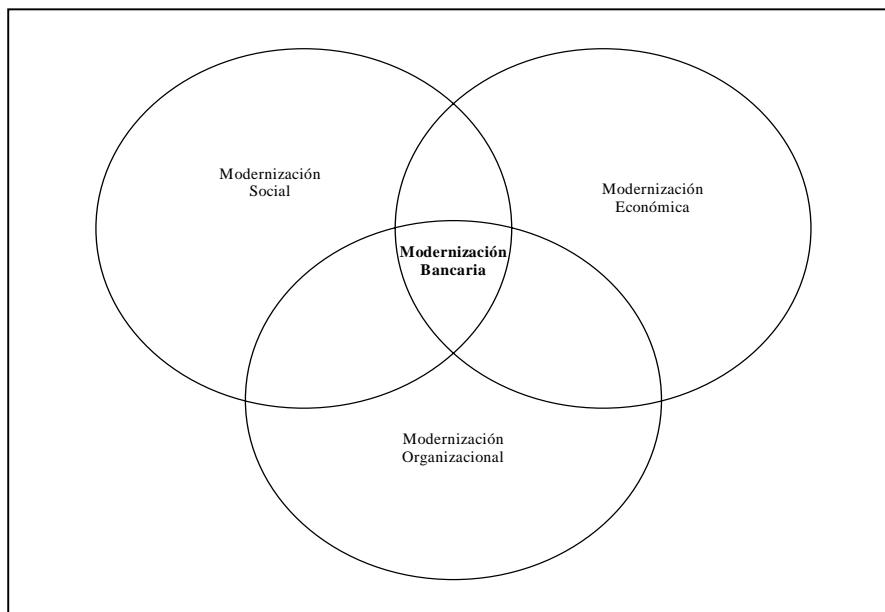 Modernización
Social
Modernización
Económica
Modernización
Bancaria
Modernización
Organizacional